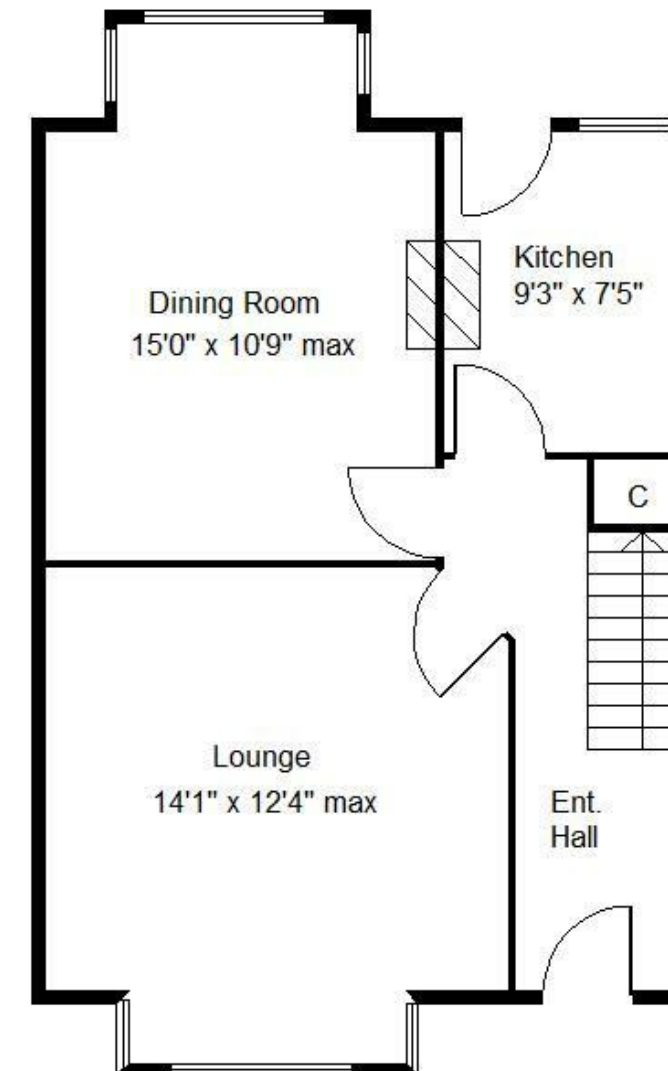 Dining Room
15'0" x 10'9" max
Kitchen
9'3" x 7'5"
C
Lounge
14'1" x 12'4" max
Ent.
Hall